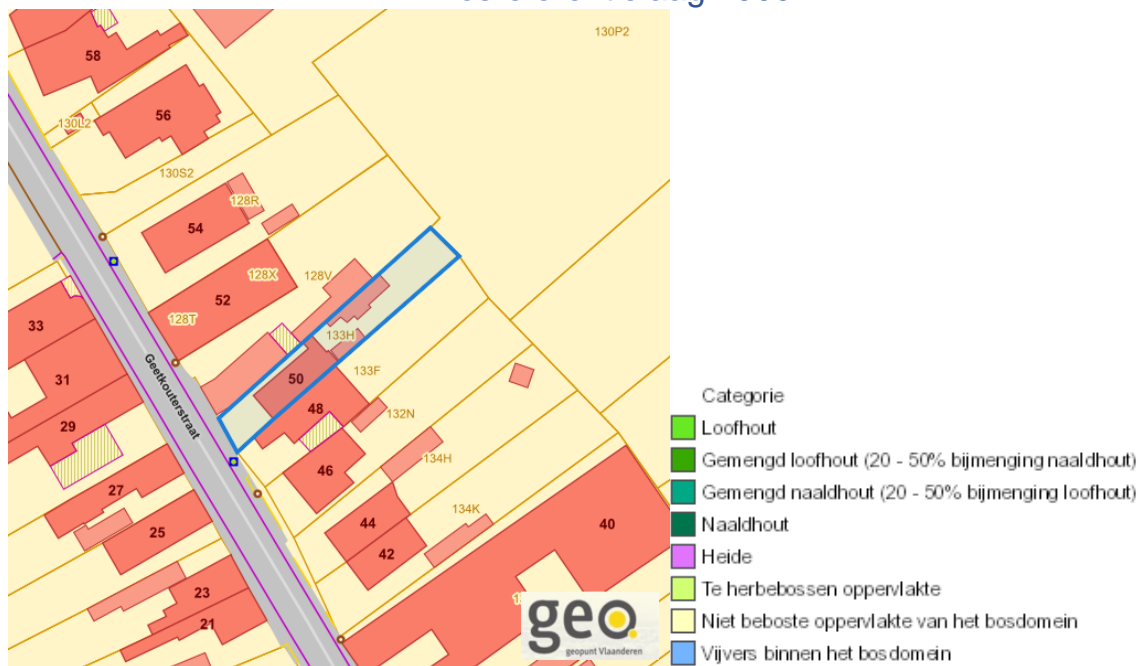 130P2
58
56
130L2
130S2
128R
54
128X
128V
52
128T
133H
33
50
133F
31
Geetkouterstraat
48
132N
29
46
134H
27
44
134K
40
25
42
23
21
geo
geopunt Vlaanderen
Categorie
Loofhout
Gemengd loofhout (20 - 50% bijmenging naaldhout)
Gemengd naaldhout (20 - 50% bijmenging loofhout)
Naaldhout
Heide
Te herbebossen oppervlakte
Niet beboste oppervlakte van het bosdomein
Vijvers binnen het bosdomein